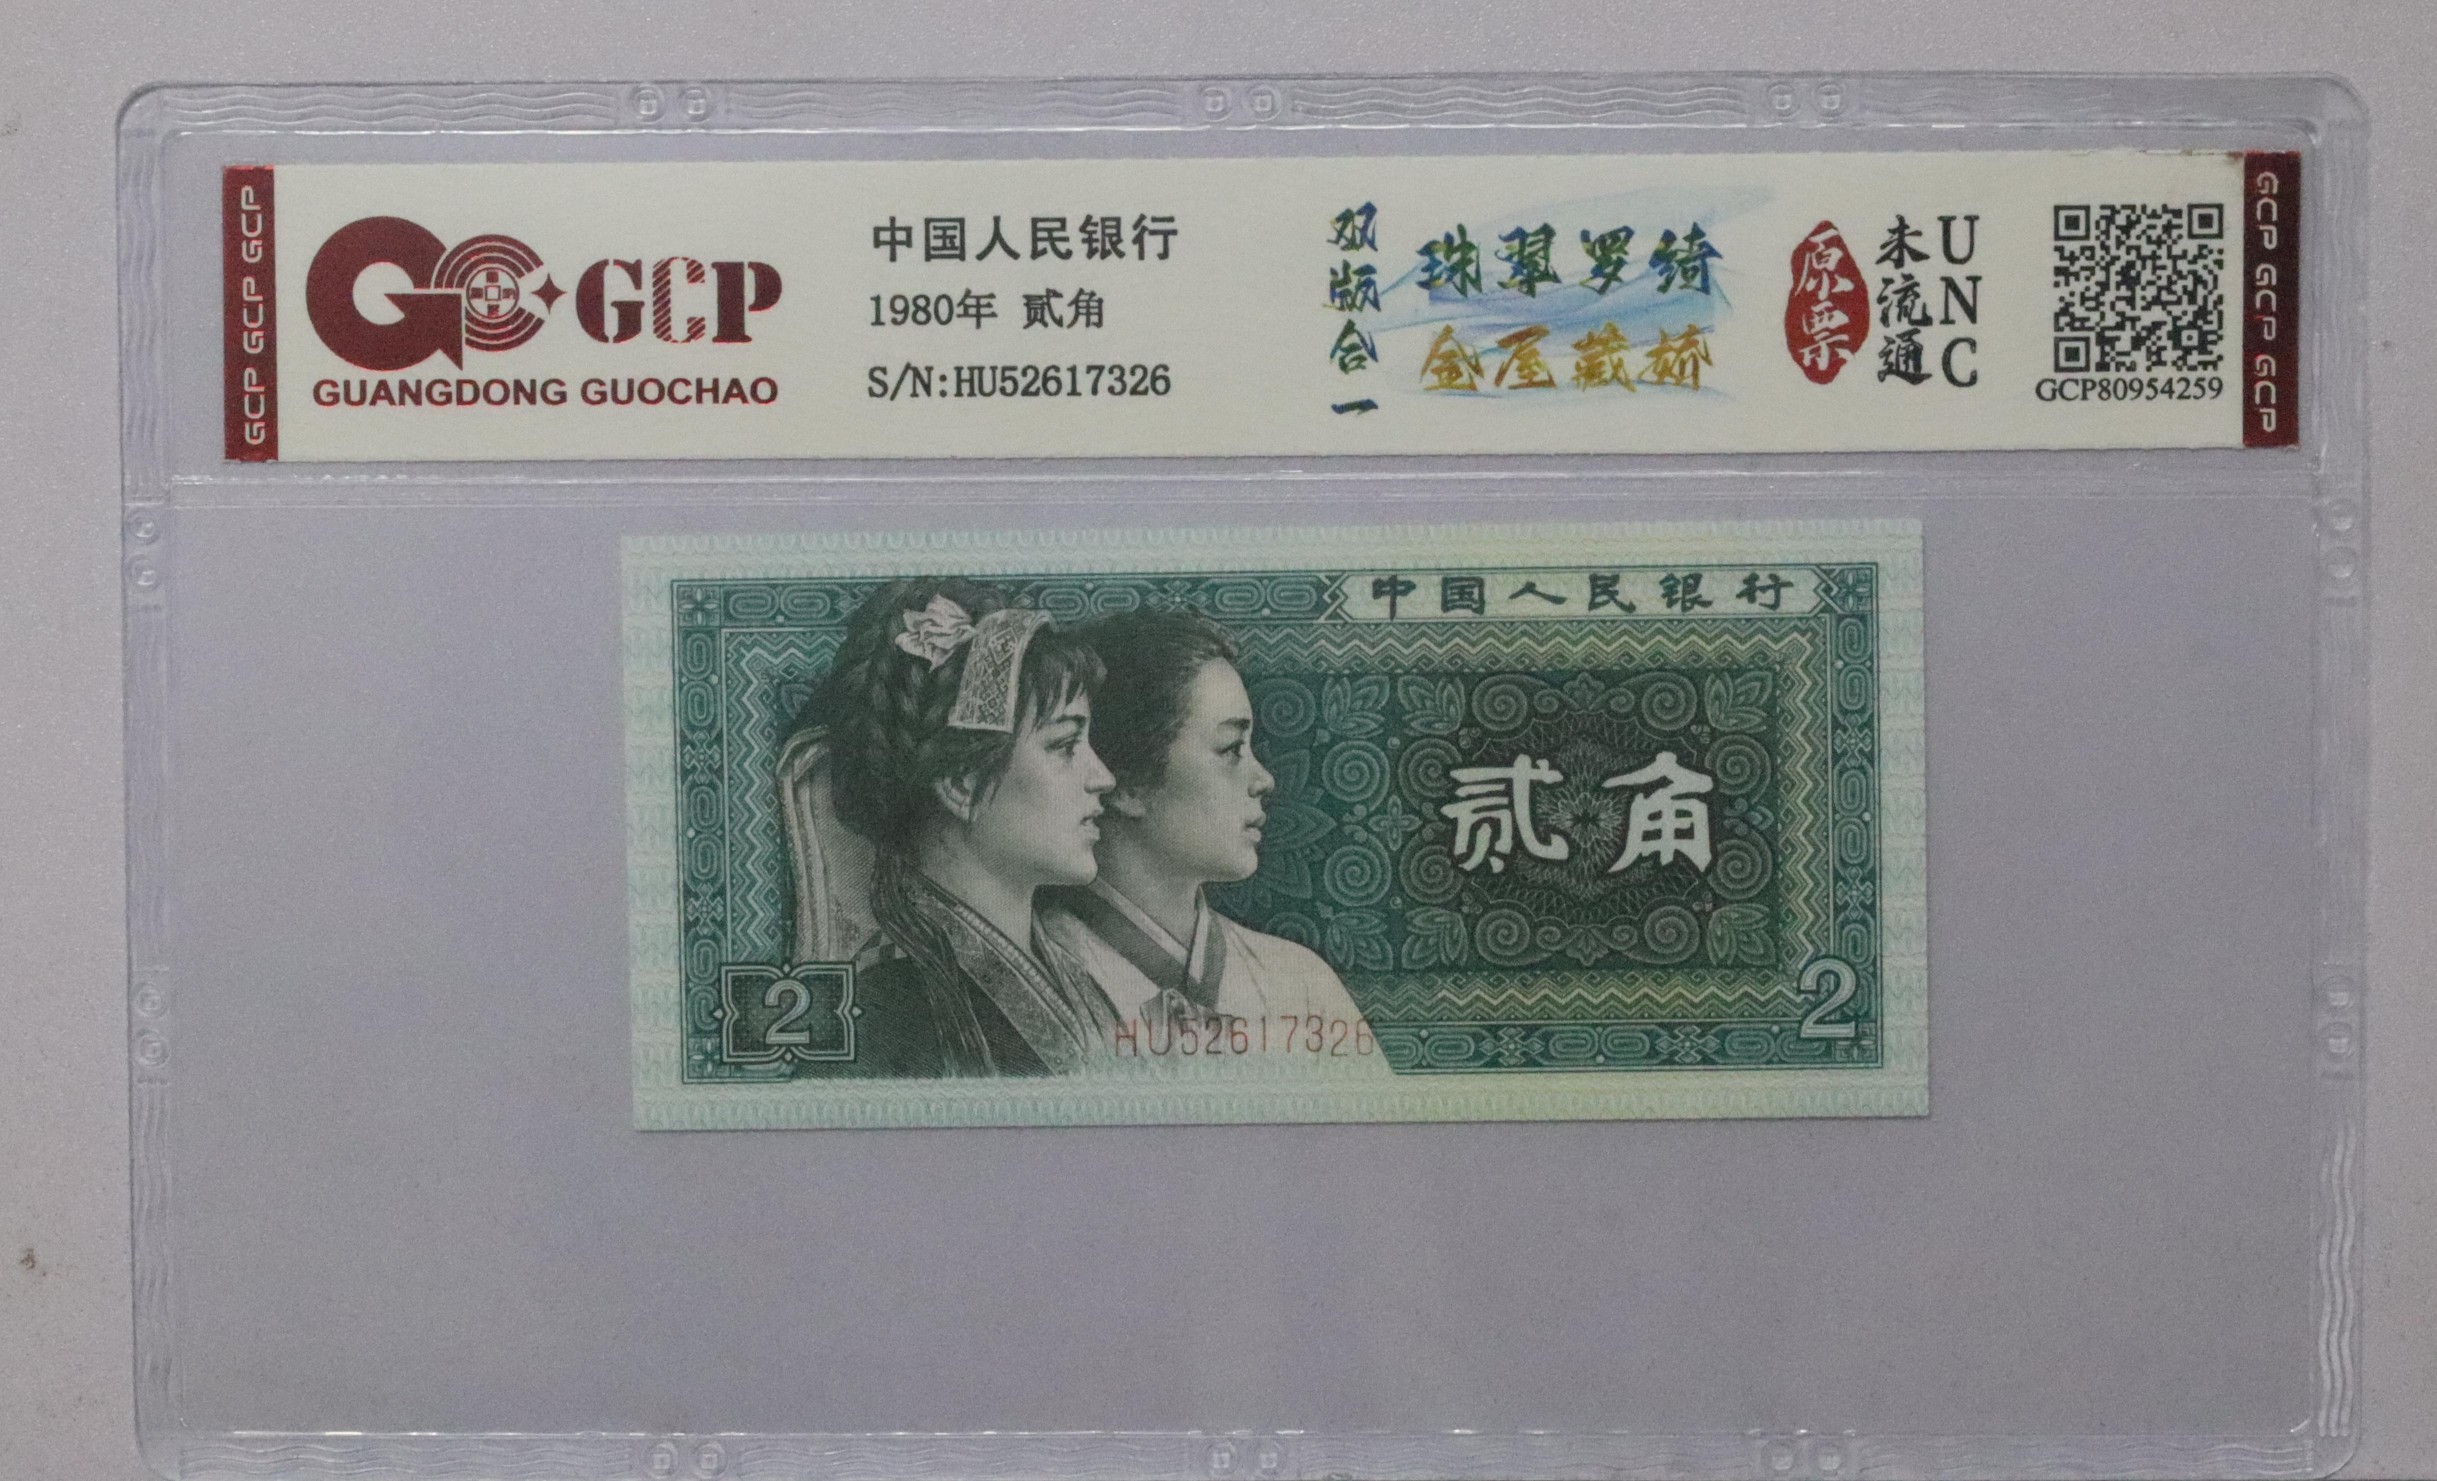 GCP GCP GCP
GCP
GUANGDONG GUOCHAO
中国人民银行
1980年 贰角
S/N:HU52617326
双版合一
珠翠罗绮
金屋藏娇
原票
未流通
UNC
GCP80954259
GCP GCP GCP
中国人民银行
贰角
2
2
HU52617326